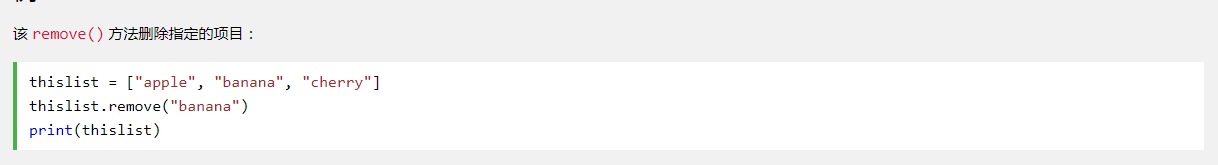 该 remove() 方法删除指定的项目：
thislist = ["apple", "banana", "cherry"]
thislist.remove("banana")
print(thislist)